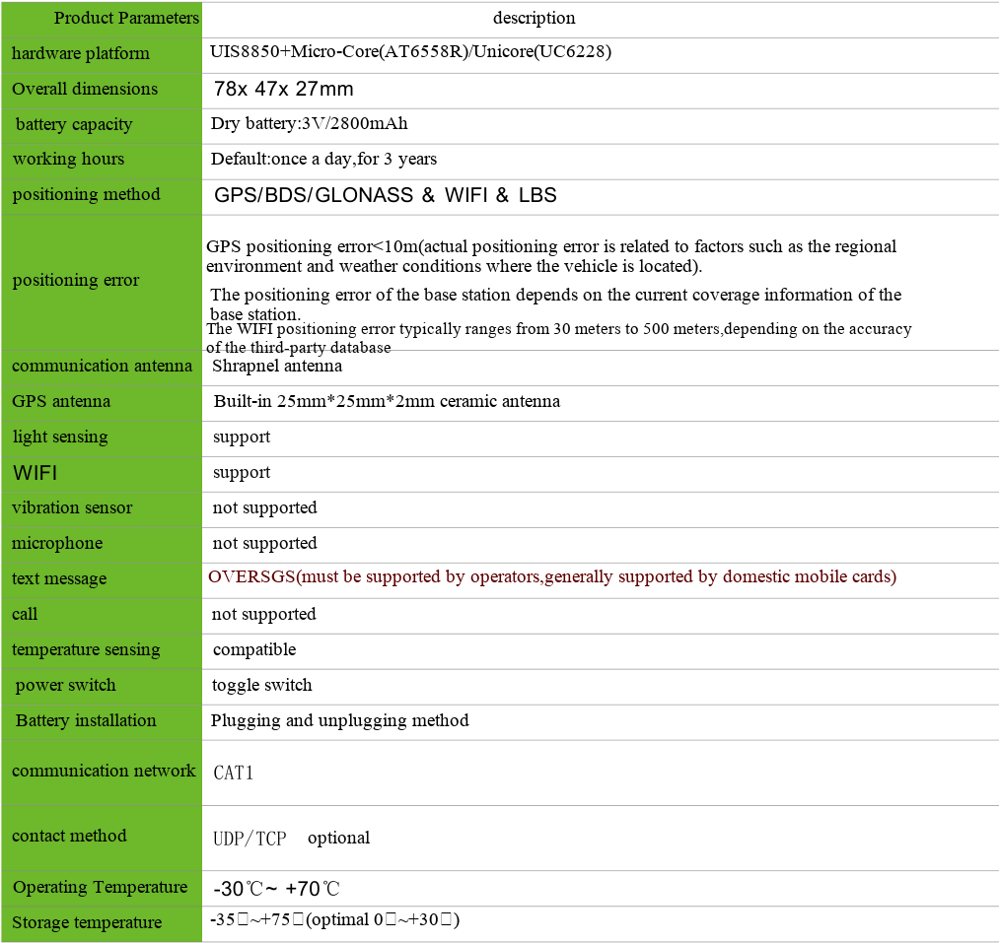 Product Parameters description
hardware platform UIS8850+Micro-Core(AT6558R)/Unicore(UC6228)
Overall dimensions 78x 47x 27mm
battery capacity Dry battery:3V/2800mAh
working hours Default:once a day,for 3 years
positioning method GPS/BDS/GLONASS & WIFI & LBS
positioning error
GPS positioning error<10m(actual positioning error is related to factors such as the regional
environment and weather conditions where the vehicle is located).
The positioning error of the base station depends on the current coverage information of the
base station.
The WIFI positioning error typically ranges from 30 meters to 500 meters,depending on the accuracy
of the third-party database
communication antenna Shrapnel antenna
GPS antenna Built-in 25mm*25mm*2mm ceramic antenna
light sensing support
WIFI support
vibration sensor not supported
microphone not supported
text message OVERSGS(must be supported by operators,generally supported by domestic mobile cards)
call not supported
temperature sensing compatible
power switch toggle switch
Battery installation Plugging and unplugging method
communication network CAT1
contact method UDP/TCP optional
Operating Temperature -30℃~ +70℃
Storage temperature -35□~+75□(optimal 0□~+30□)